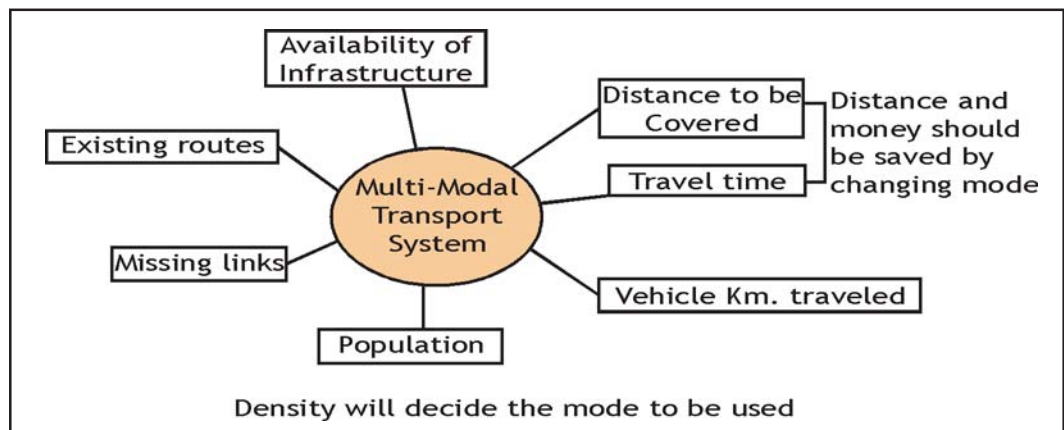 Availability of
Infrastructure
Distance to be
Covered
Distance and
money should
be saved by
changing mode
Existing routes
Travel time
Multi-Modal
Transport
System
Missing links
Vehicle Km. traveled
Population
Density will decide the mode to be used